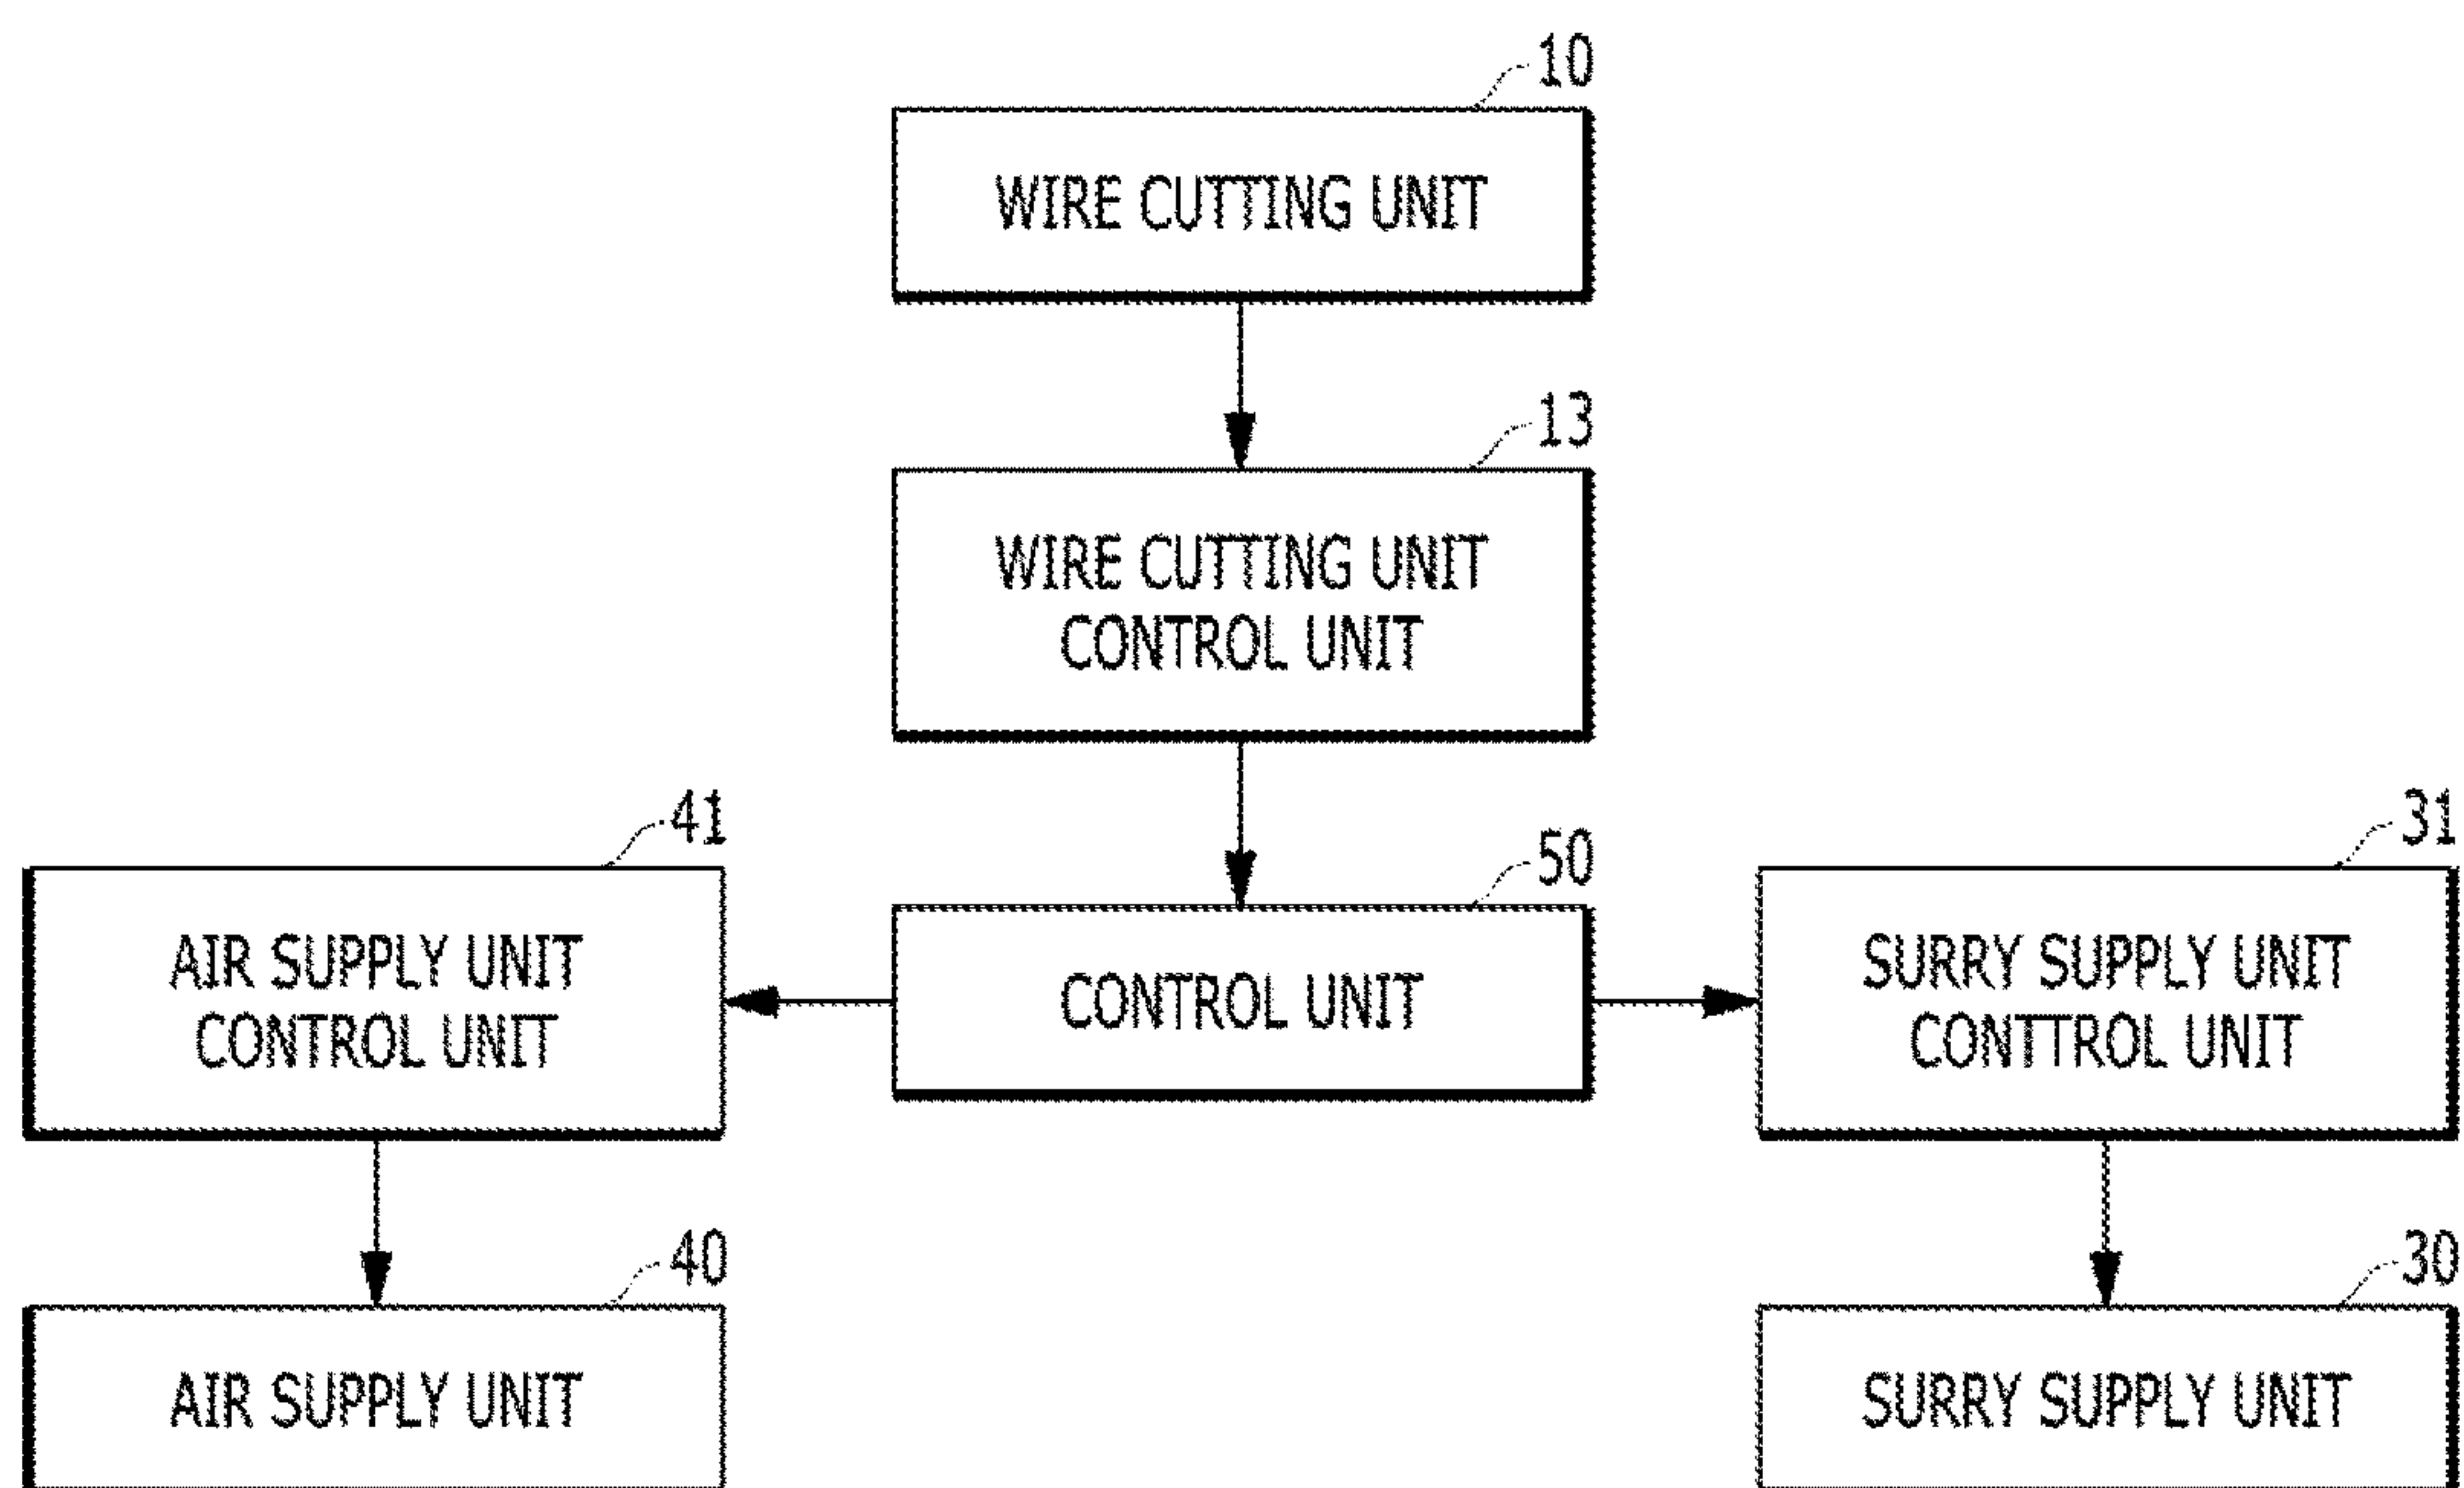 10
WIRE CUTTING UNIT
13
WIRE CUTTING UNIT
CONTROL UNIT
41
AIR SUPPLY UNIT
CONTROL UNIT
50
CONTROL UNIT
31
SURRY SUPPLY UNIT
CONTTROL UNIT
40
AIR SUPPLY UNIT
30
SURRY SUPPLY UNIT